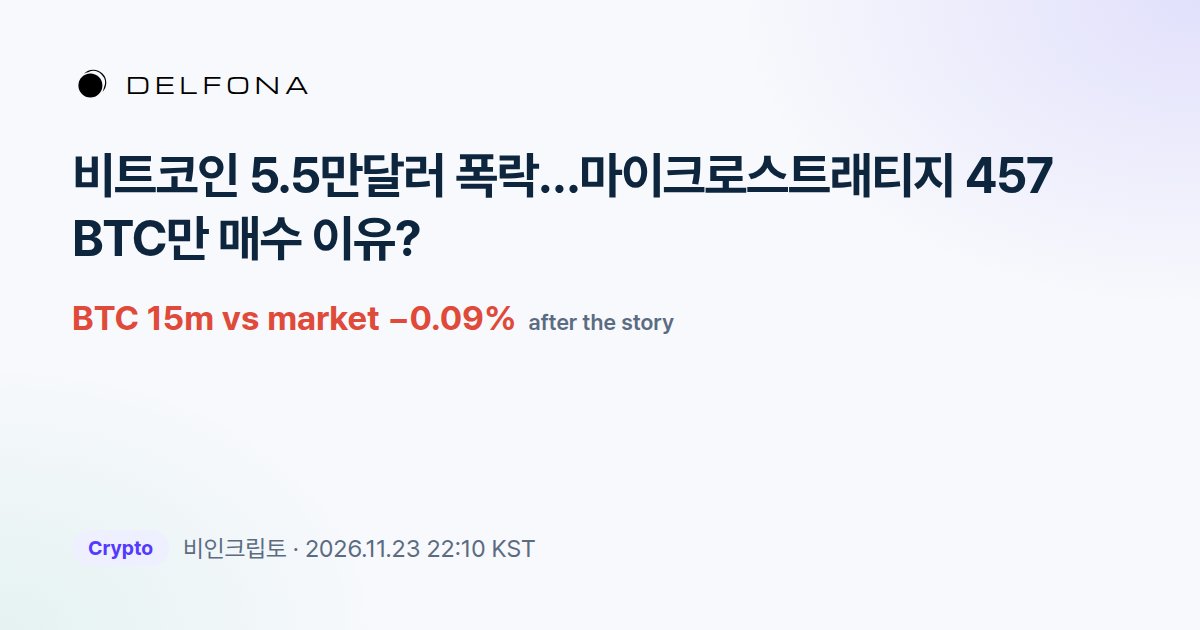 DELFONA
비트코인 5.5만달러 폭락...마이크로스트래티지 457
BTC만 매수 이유?
BTC 15m vs market −0.09% after the story
Crypto 비인크립토 · 2026.11.23 22:10 KST